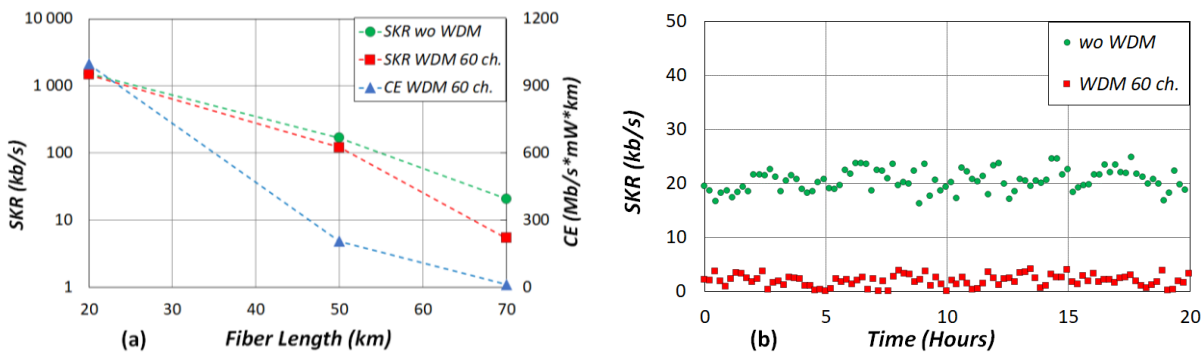 10 000
1 000
100
10
1
SKR (kb/s)
20
30
40
50
60
70
Fiber Length (km)
(a)
1200
900
600
300
0
CE (Mb/s*mW*km)
SKR wo WDM
SKR WDM 60 ch.
CE WDM 60 ch.
50
40
30
20
10
0
SKR (kb/s)
0
5
10
15
20
Time (Hours)
(b)
wo WDM
WDM 60 ch.